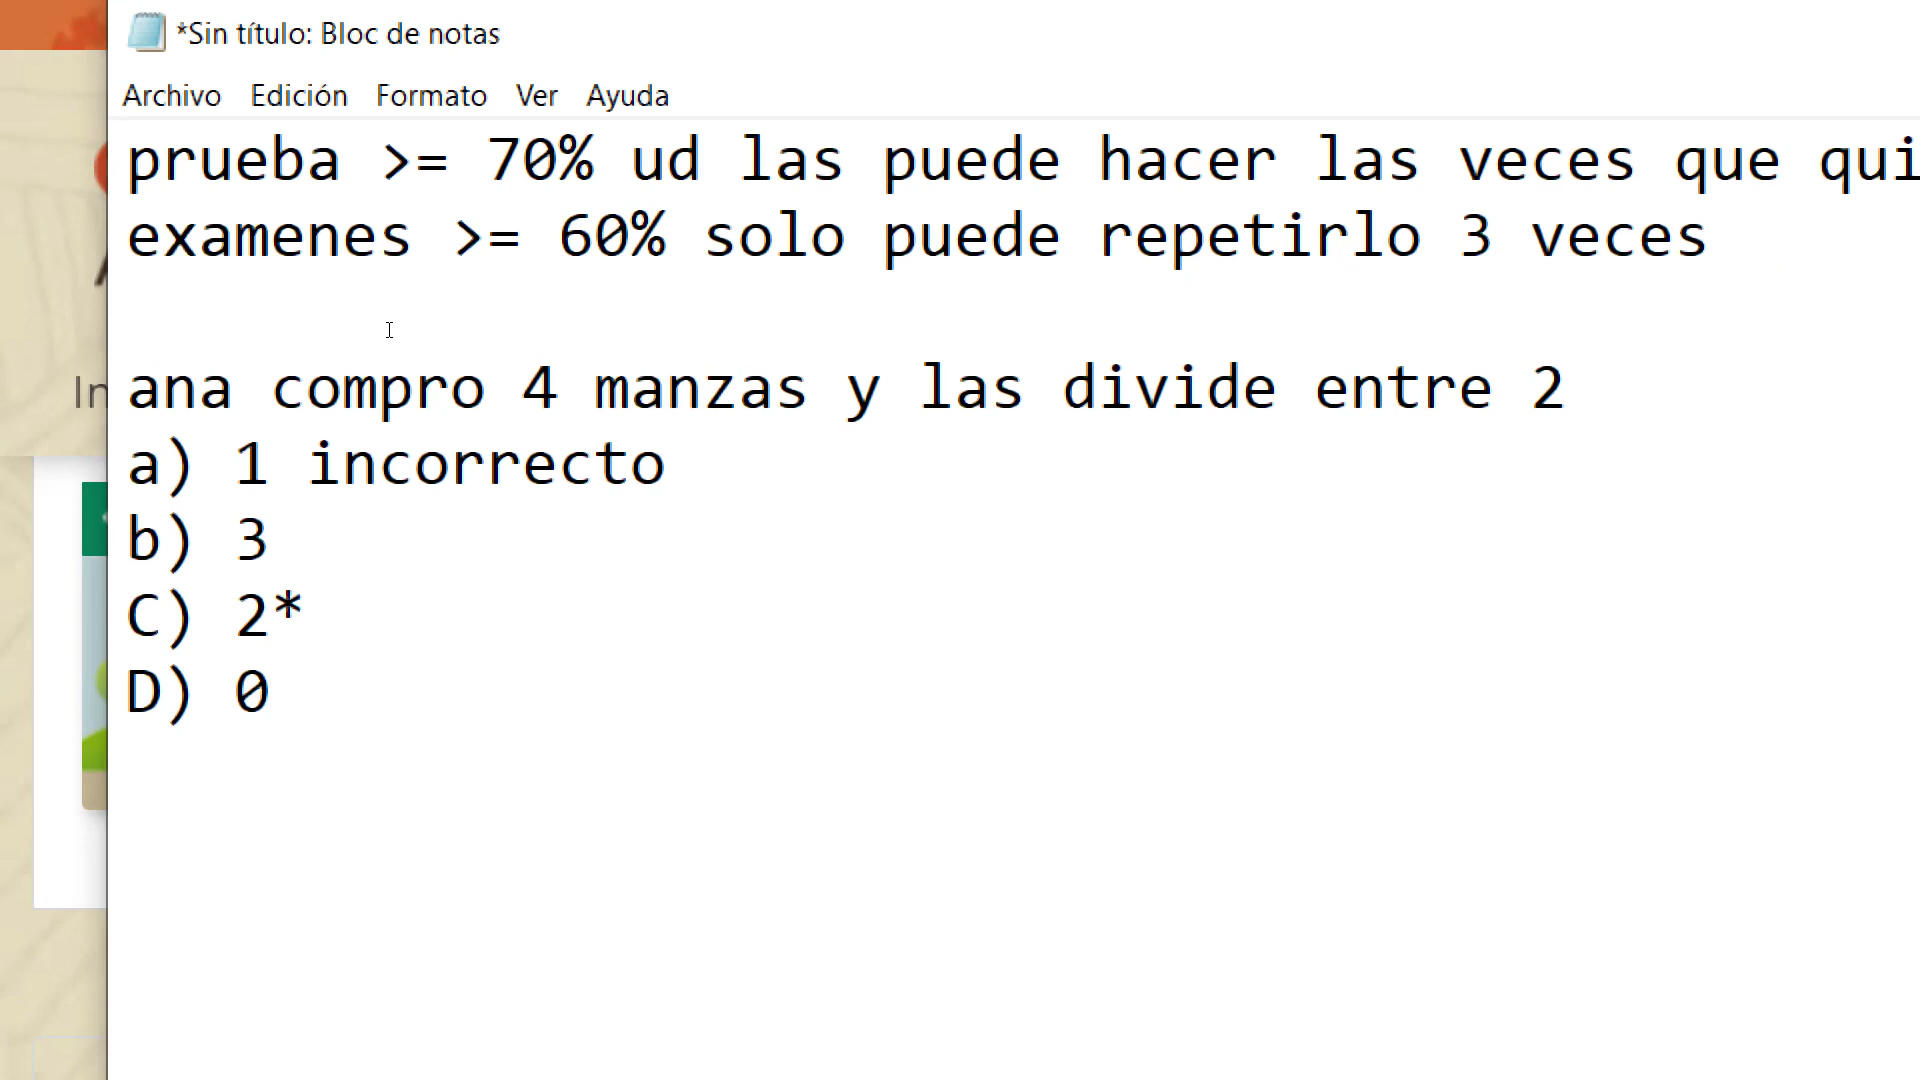 *Sin título: Bloc de notas
Archivo Edición Formato Ver Ayuda
prueba >= 70% ud las puede hacer las veces que qui
examenes >= 60% solo puede repetirlo 3 veces
ana compro 4 manzas y las divide entre 2
In
a) 1 incorrecto
b) 3
C) 2*
D) 0